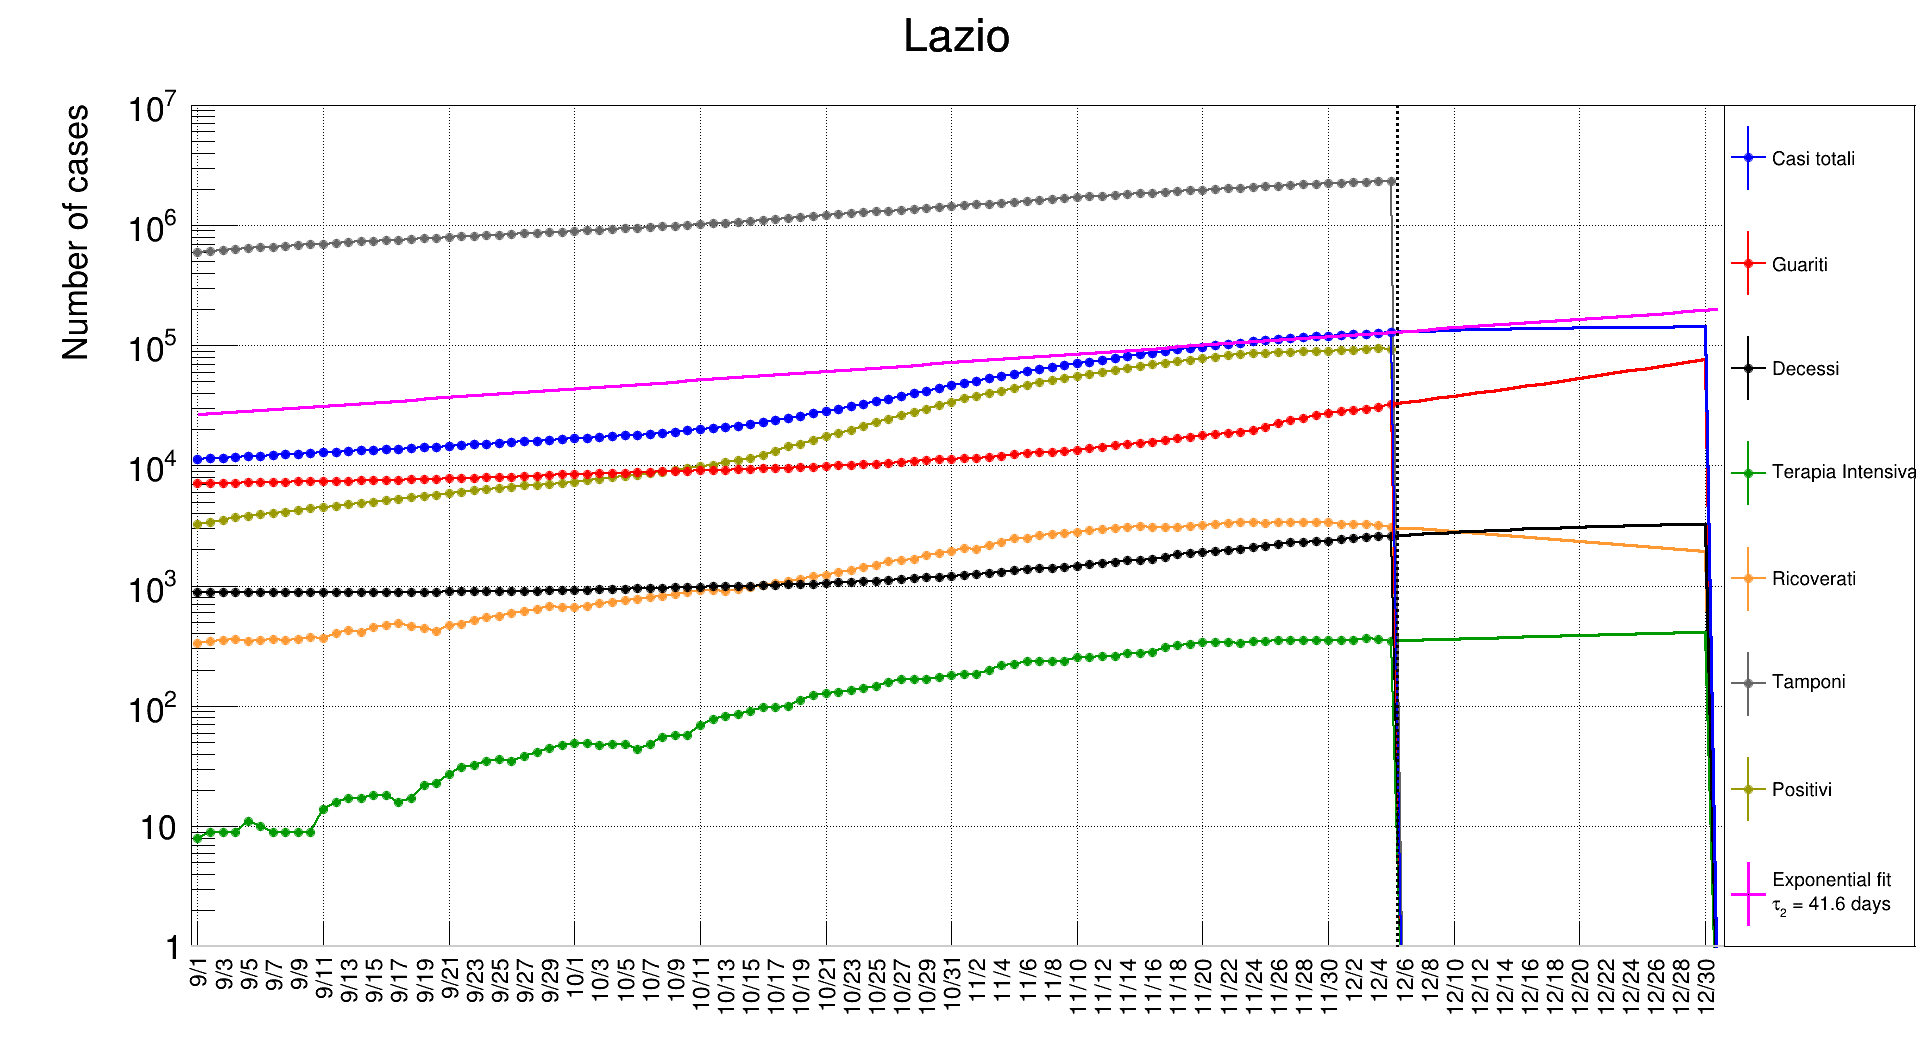 Lazio
Number of cases
10^7
10^6
10^5
10^4
10^3
10^2
10
1
9/1 9/3 9/5 9/7 9/9 9/11 9/13 9/15 9/17 9/19 9/21 9/23 9/25 9/27 9/29 10/1 10/3 10/5 10/7 10/9 10/11 10/13 10/15 10/17 10/19 10/21 10/23 10/25 10/27 10/29 10/31 11/2 11/4 11/6 11/8 11/10 11/12 11/14 11/16 11/18 11/20 11/22 11/24 11/26 11/28 11/30 12/2 12/4 12/6 12/8 12/10 12/12 12/14 12/16 12/18 12/20 12/22 12/24 12/26 12/28 12/30
Casi totali
Guariti
Decessi
Terapia Intensiva
Ricoverati
Tamponi
Positivi
Exponential fit
τ₂ = 41.6 days